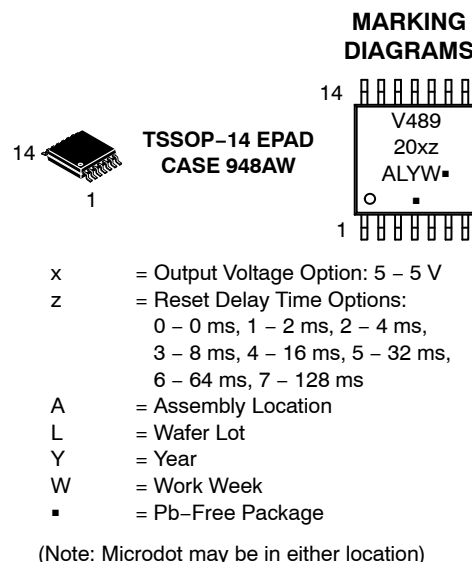 MARKING
DIAGRAMS
14
1
TSSOP−14 EPAD
CASE 948AW
14
V489
20xz
ALYW▪
▪
1
x = Output Voltage Option: 5 − 5 V
z = Reset Delay Time Options:
0 − 0 ms, 1 − 2 ms, 2 − 4 ms,
3 − 8 ms, 4 − 16 ms, 5 − 32 ms,
6 − 64 ms, 7 − 128 ms
A = Assembly Location
L = Wafer Lot
Y = Year
W = Work Week
▪ = Pb−Free Package
(Note: Microdot may be in either location)